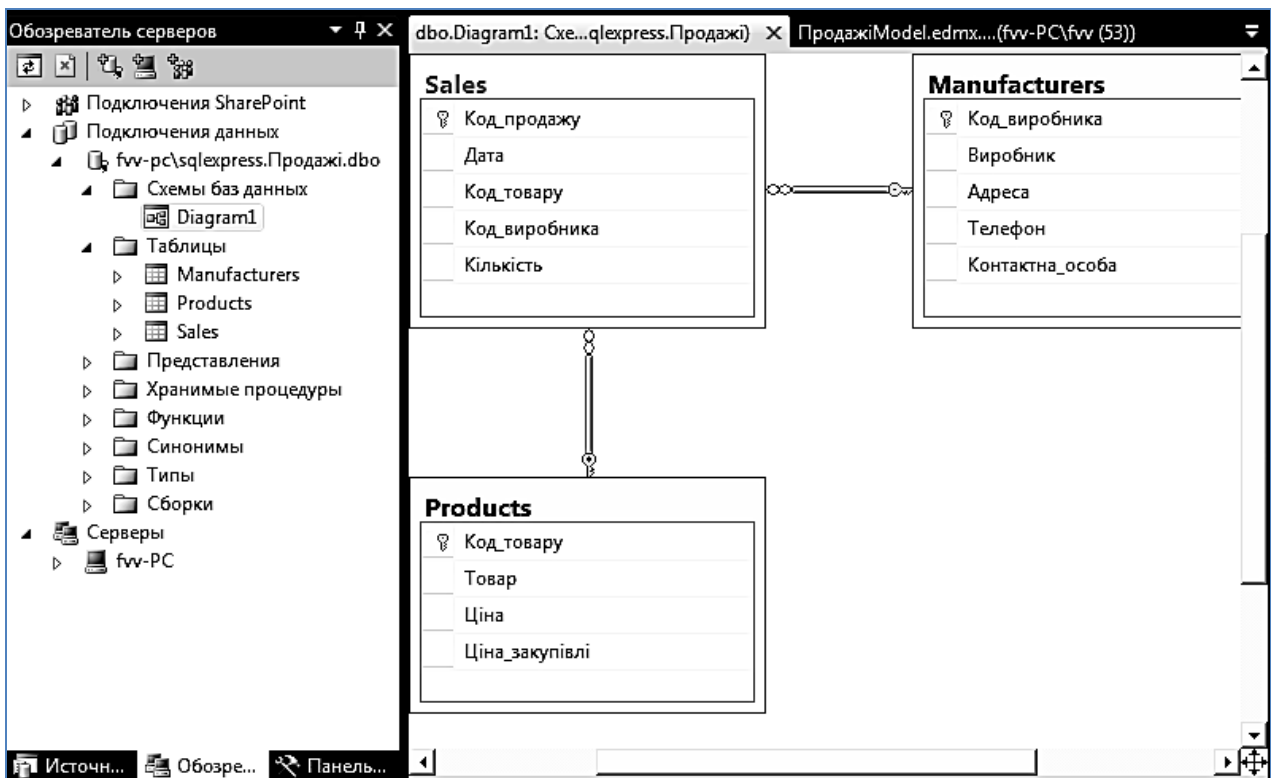 Обозреватель серверов
Подключения SharePoint
Подключения данных
fvv-pc\sqlexpress.Продажі.dbo
Схемы баз данных
Diagram1
Таблицы
Manufacturers
Products
Sales
Представления
Хранимые процедуры
Функции
Синонимы
Типы
Сборки
Серверы
fvv-PC
Источн...
Обозре...
Панель...
dbo.Diagram1: Схе...qlexpress.Продажі)
ПродажіModel.edmx....(fvv-PC\fvv (53))
Sales
Код_продажу
Дата
Код_товару
Код_виробника
Кількість
Manufacturers
Код_виробника
Виробник
Адреса
Телефон
Контактна_особа
Products
Код_товару
Товар
Ціна
Ціна_закупівлі